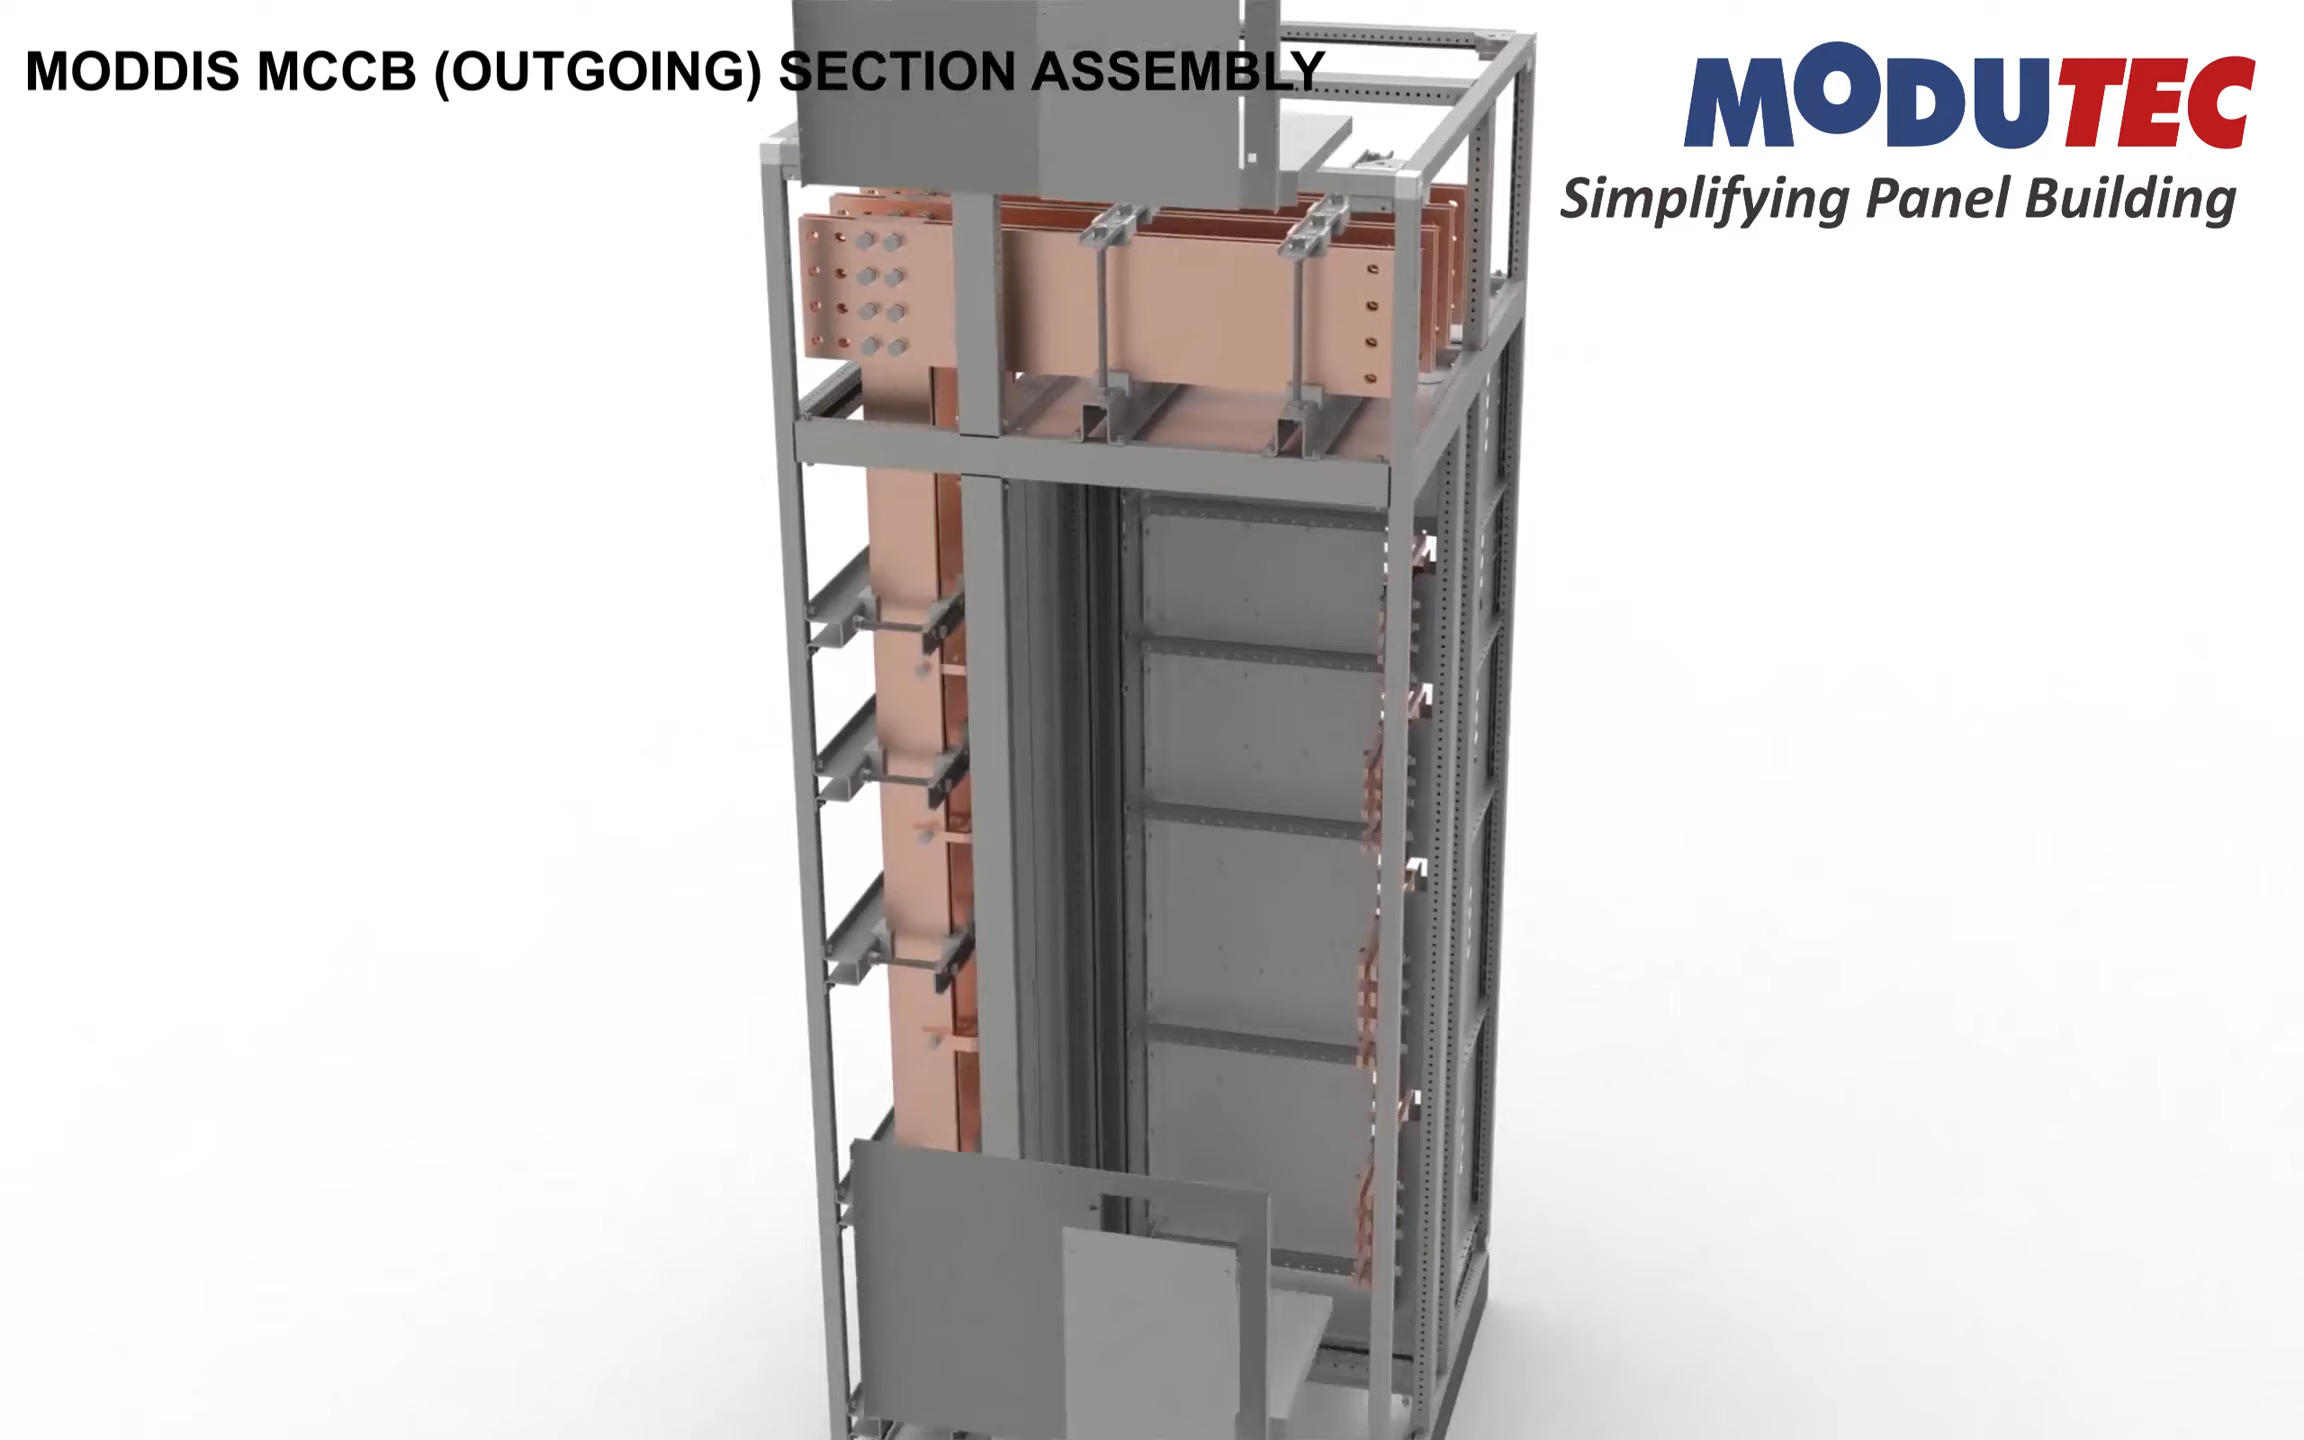 MODDIS MCCB (OUTGOING) SECTION ASSEMBLY
MODUTEC
Simplifying Panel Building